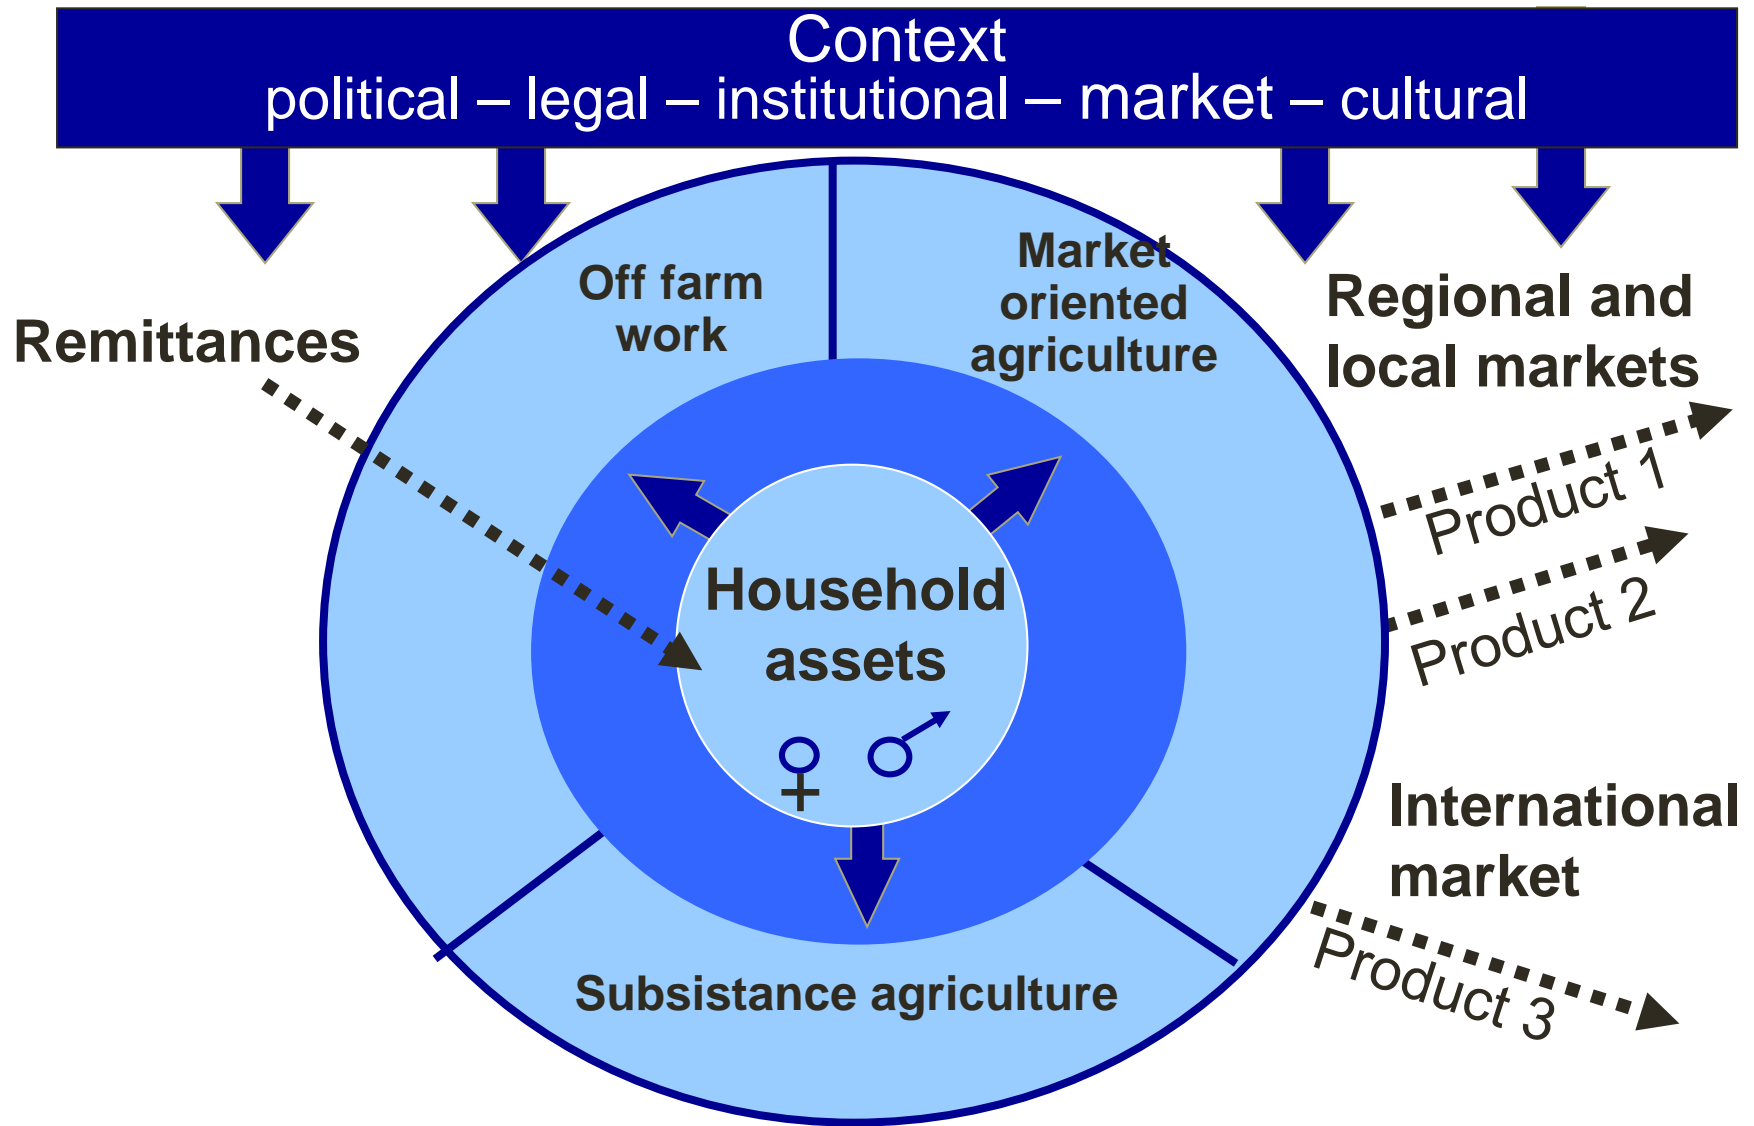 Context
political – legal – institutional – market – cultural
Off farm
work
Market
oriented
agriculture
Remittances
Regional and
local markets
Product 1
Product 2
Household
assets
International
market
Product 3
Subsistance agriculture